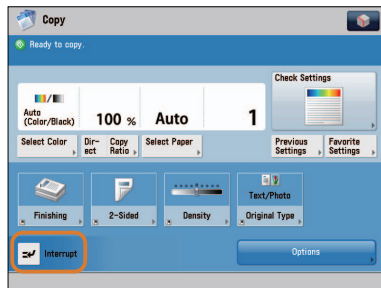 Copy
Ready to copy.
Check Settings
Auto
(Color/Black)
100 %
Auto
1
Select Color
Dir-
ect
Copy
Ratio
Select Paper
Previous
Settings
Favorite
Settings
Text/Photo
Finishing
2-Sided
Density
Original Type
Interrupt
Options